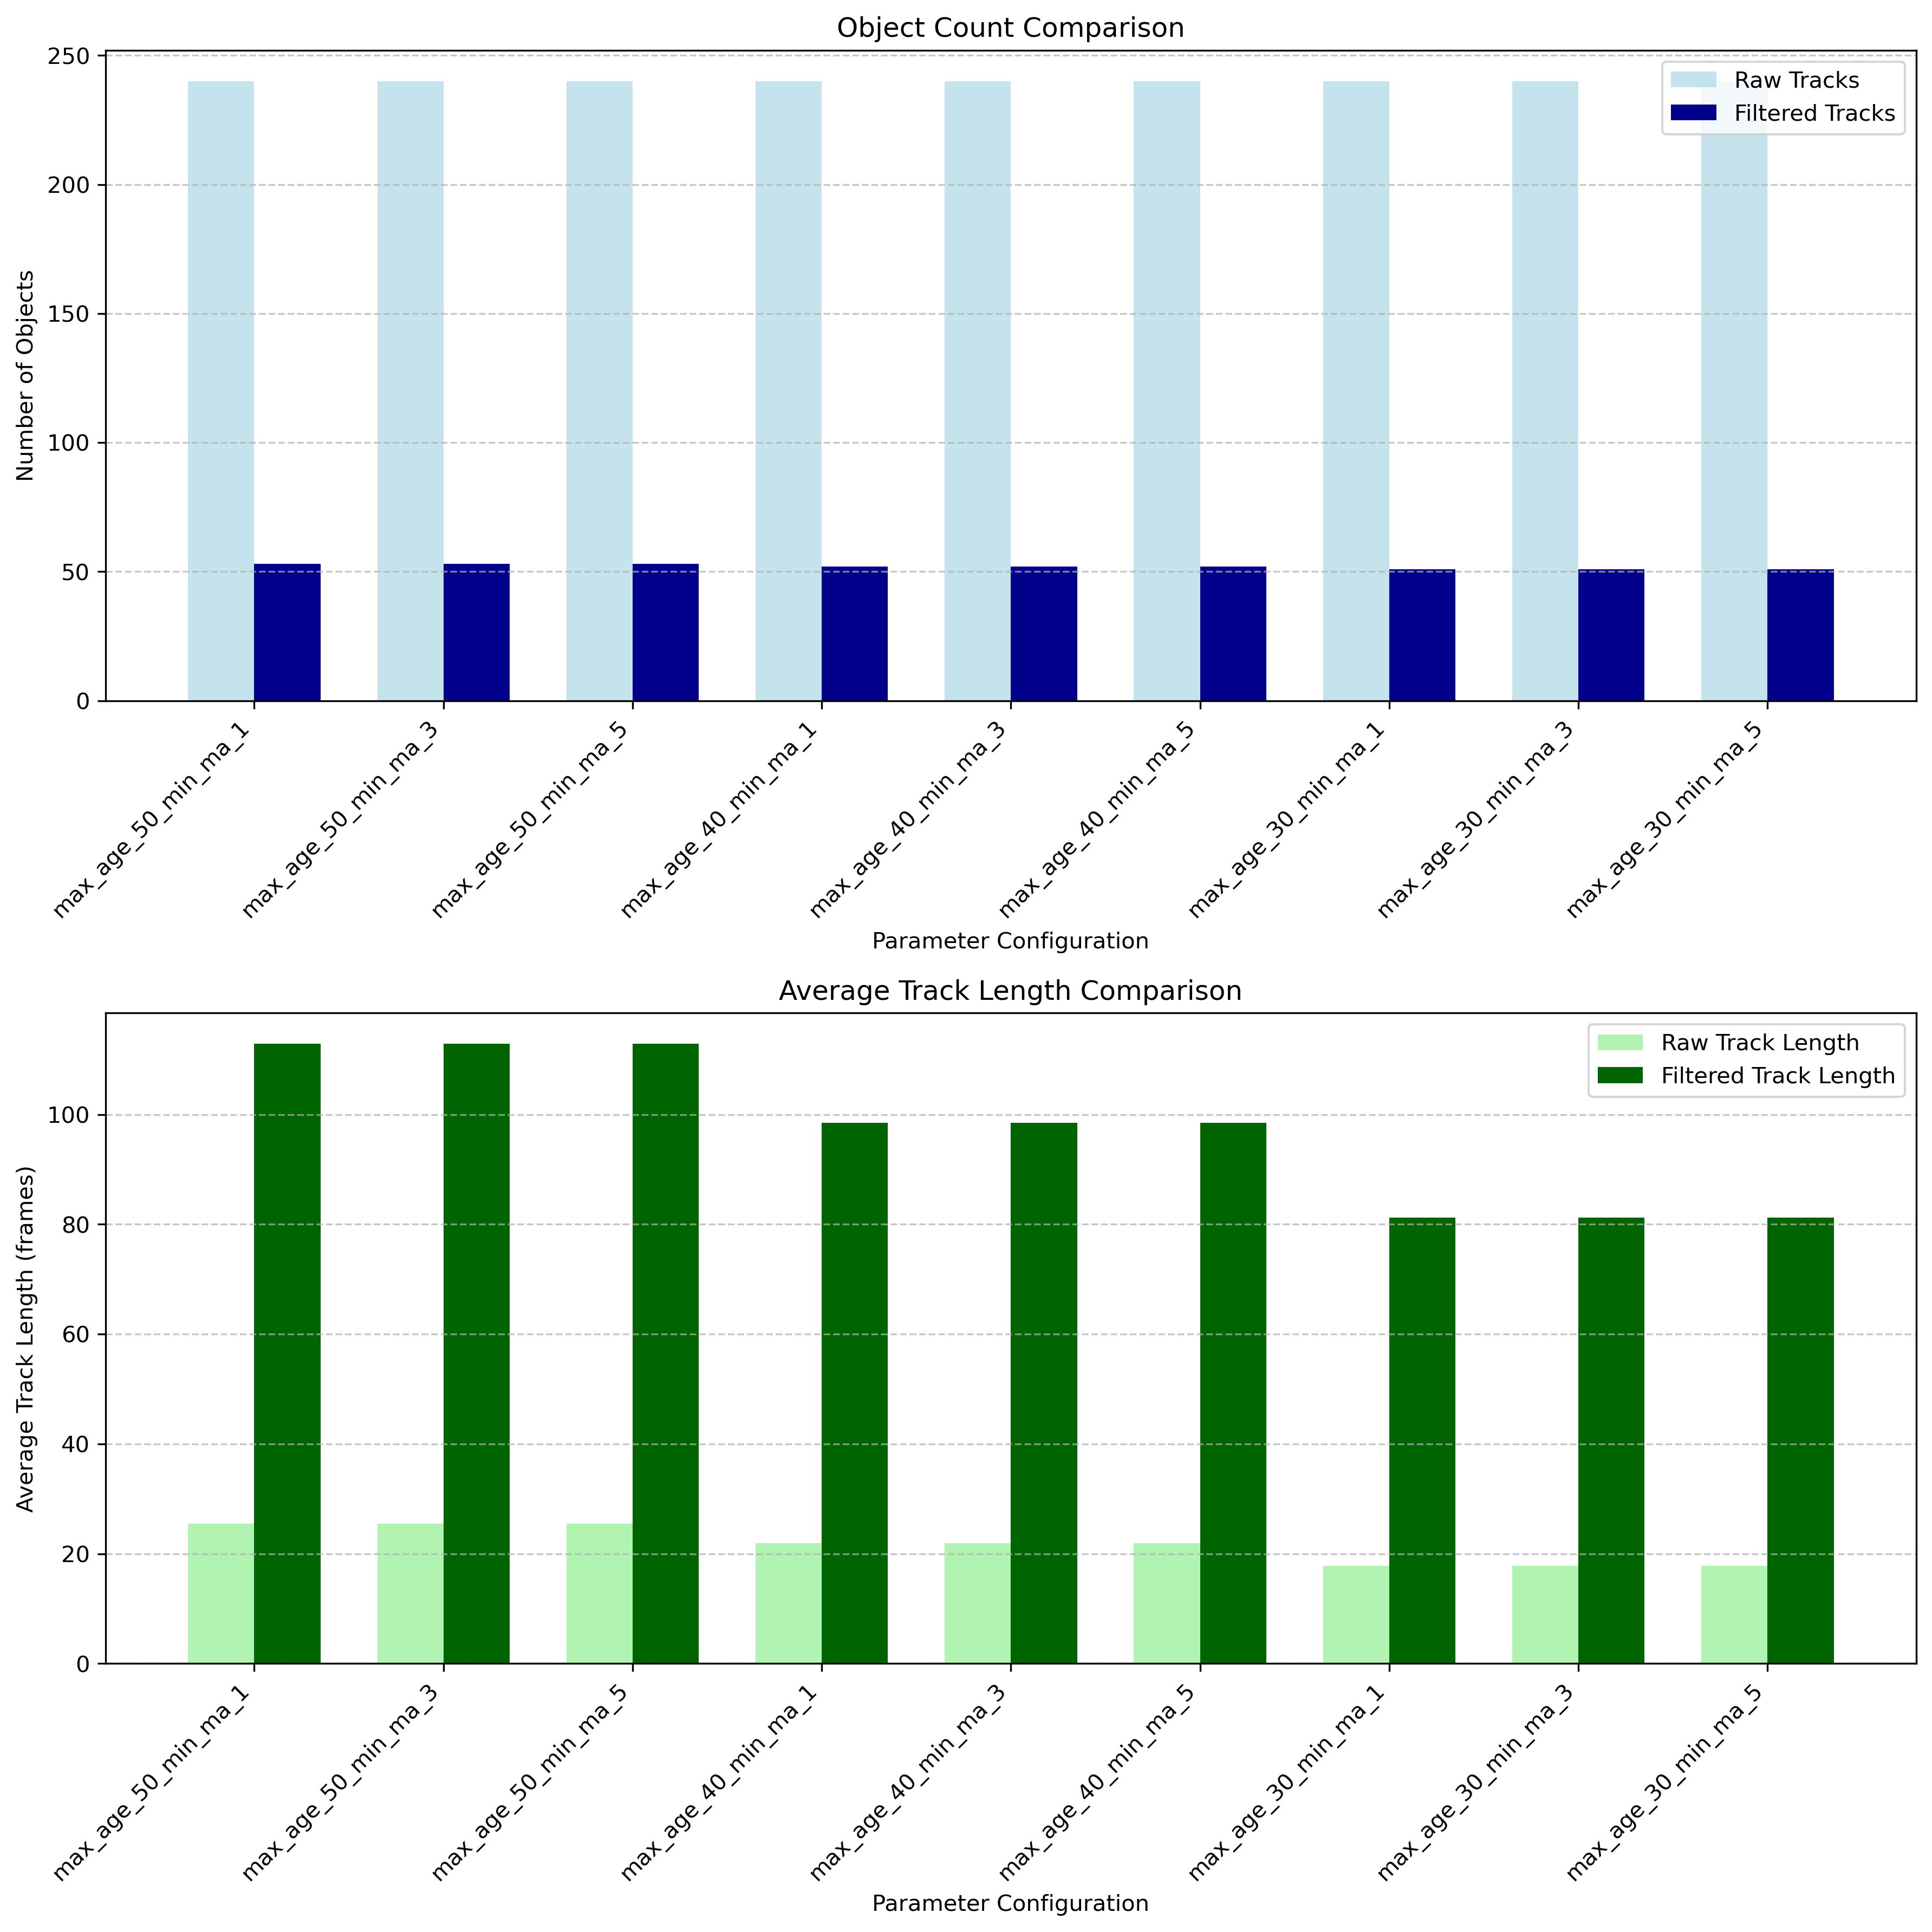 Object Count Comparison
250
200
150
100
50
0
Number of Objects
Raw Tracks
Filtered Tracks
max_age_50_min_ma_1
max_age_50_min_ma_3
max_age_50_min_ma_5
max_age_40_min_ma_1
max_age_40_min_ma_3
max_age_40_min_ma_5
max_age_30_min_ma_1
max_age_30_min_ma_3
max_age_30_min_ma_5
Parameter Configuration
Average Track Length Comparison
100
80
60
40
20
0
Average Track Length (frames)
Raw Track Length
Filtered Track Length
max_age_50_min_ma_1
max_age_50_min_ma_3
max_age_50_min_ma_5
max_age_40_min_ma_1
max_age_40_min_ma_3
max_age_40_min_ma_5
max_age_30_min_ma_1
max_age_30_min_ma_3
max_age_30_min_ma_5
Parameter Configuration